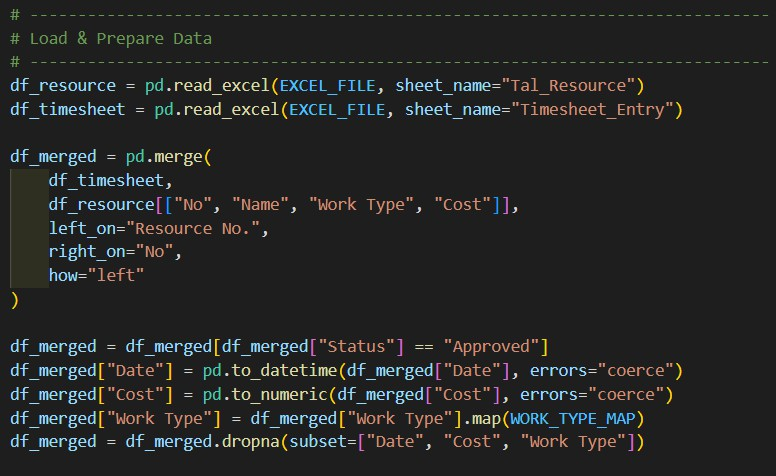 # -----------------------------------------------------------------------------
# Load & Prepare Data
# -----------------------------------------------------------------------------
df_resource = pd.read_excel(EXCEL_FILE, sheet_name="Tal_Resource")
df_timesheet = pd.read_excel(EXCEL_FILE, sheet_name="Timesheet_Entry")

df_merged = pd.merge(
    df_timesheet,
    df_resource[["No", "Name", "Work Type", "Cost"]],
    left_on="Resource No.",
    right_on="No",
    how="left"
)

df_merged = df_merged[df_merged["Status"] == "Approved"]
df_merged["Date"] = pd.to_datetime(df_merged["Date"], errors="coerce")
df_merged["Cost"] = pd.to_numeric(df_merged["Cost"], errors="coerce")
df_merged["Work Type"] = df_merged["Work Type"].map(WORK_TYPE_MAP)
df_merged = df_merged.dropna(subset=["Date", "Cost", "Work Type"])